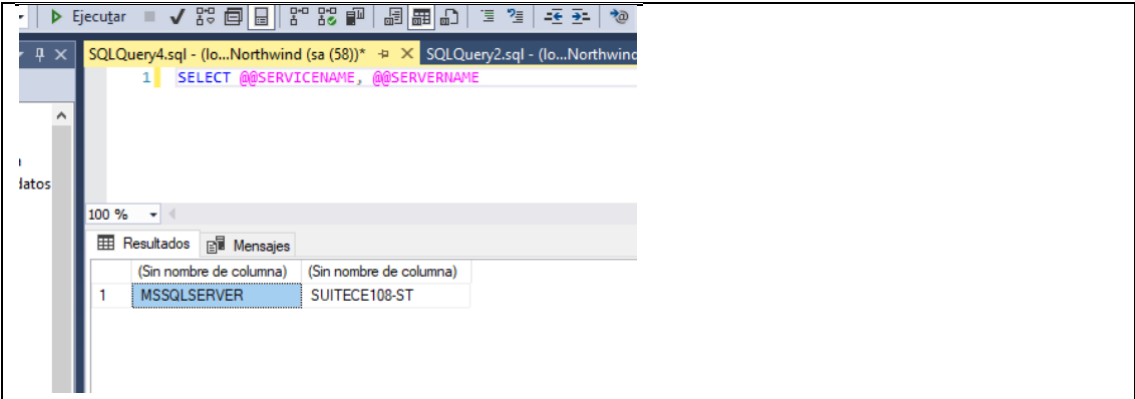 Ejecutar
SQLQuery4.sql - (lo...Northwind (sa (58))* SQLQuery2.sql - (lo...Northwind
1 SELECT @@SERVICENAME, @@SERVERNAME
datos
100 %
Resultados Mensajes
(Sin nombre de columna) (Sin nombre de columna)
1 MSSQLSERVER SUITECE108-ST